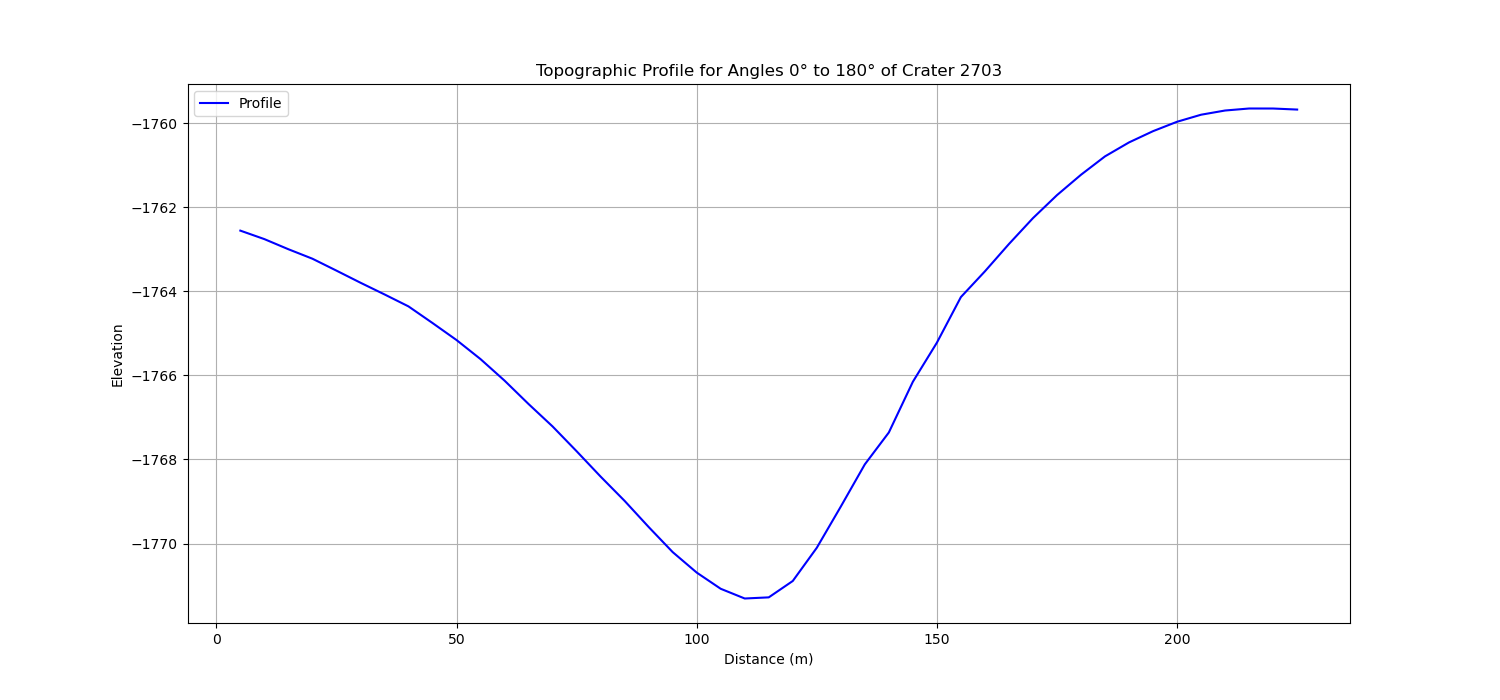 Topographic Profile for Angles 0° to 180° of Crater 2703
Profile
−1760
−1762
−1764
−1766
−1768
−1770
Elevation
0
50
100
150
200
Distance (m)